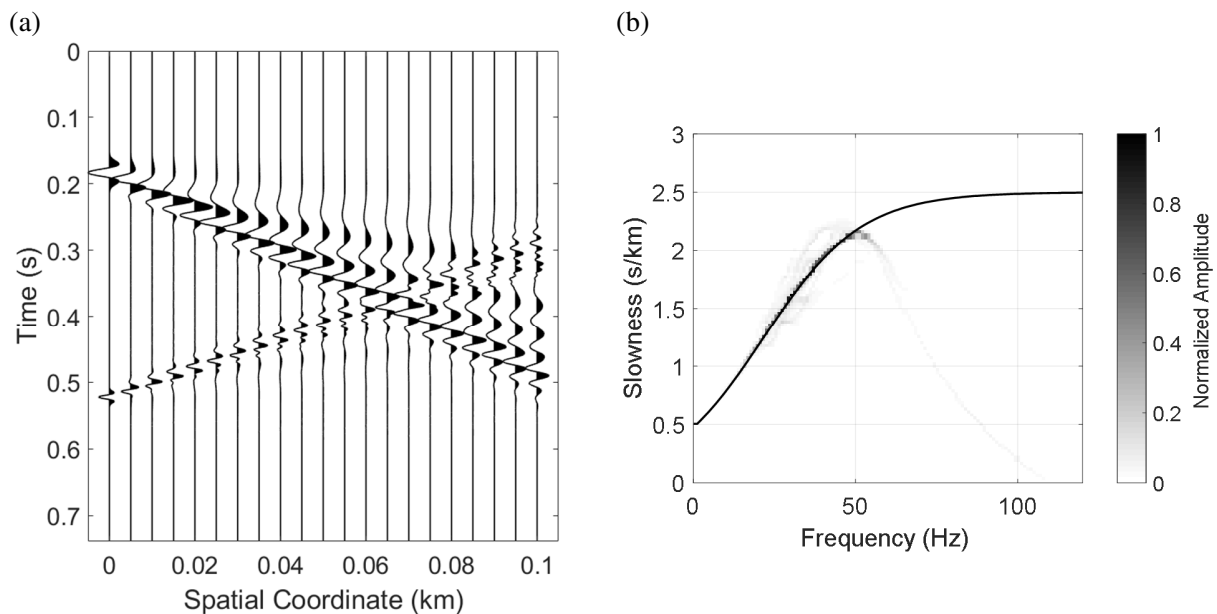 (a)
0
0.1
0.2
0.3
0.4
0.5
0.6
0.7
Time (s)
0 0.02 0.04 0.06 0.08 0.1
Spatial Coordinate (km)
(b)
3
2.5
2
1.5
1
0.5
0
Slowness (s/km)
0 50 100
Frequency (Hz)
1
0.8
0.6
0.4
0.2
0
Normalized Amplitude